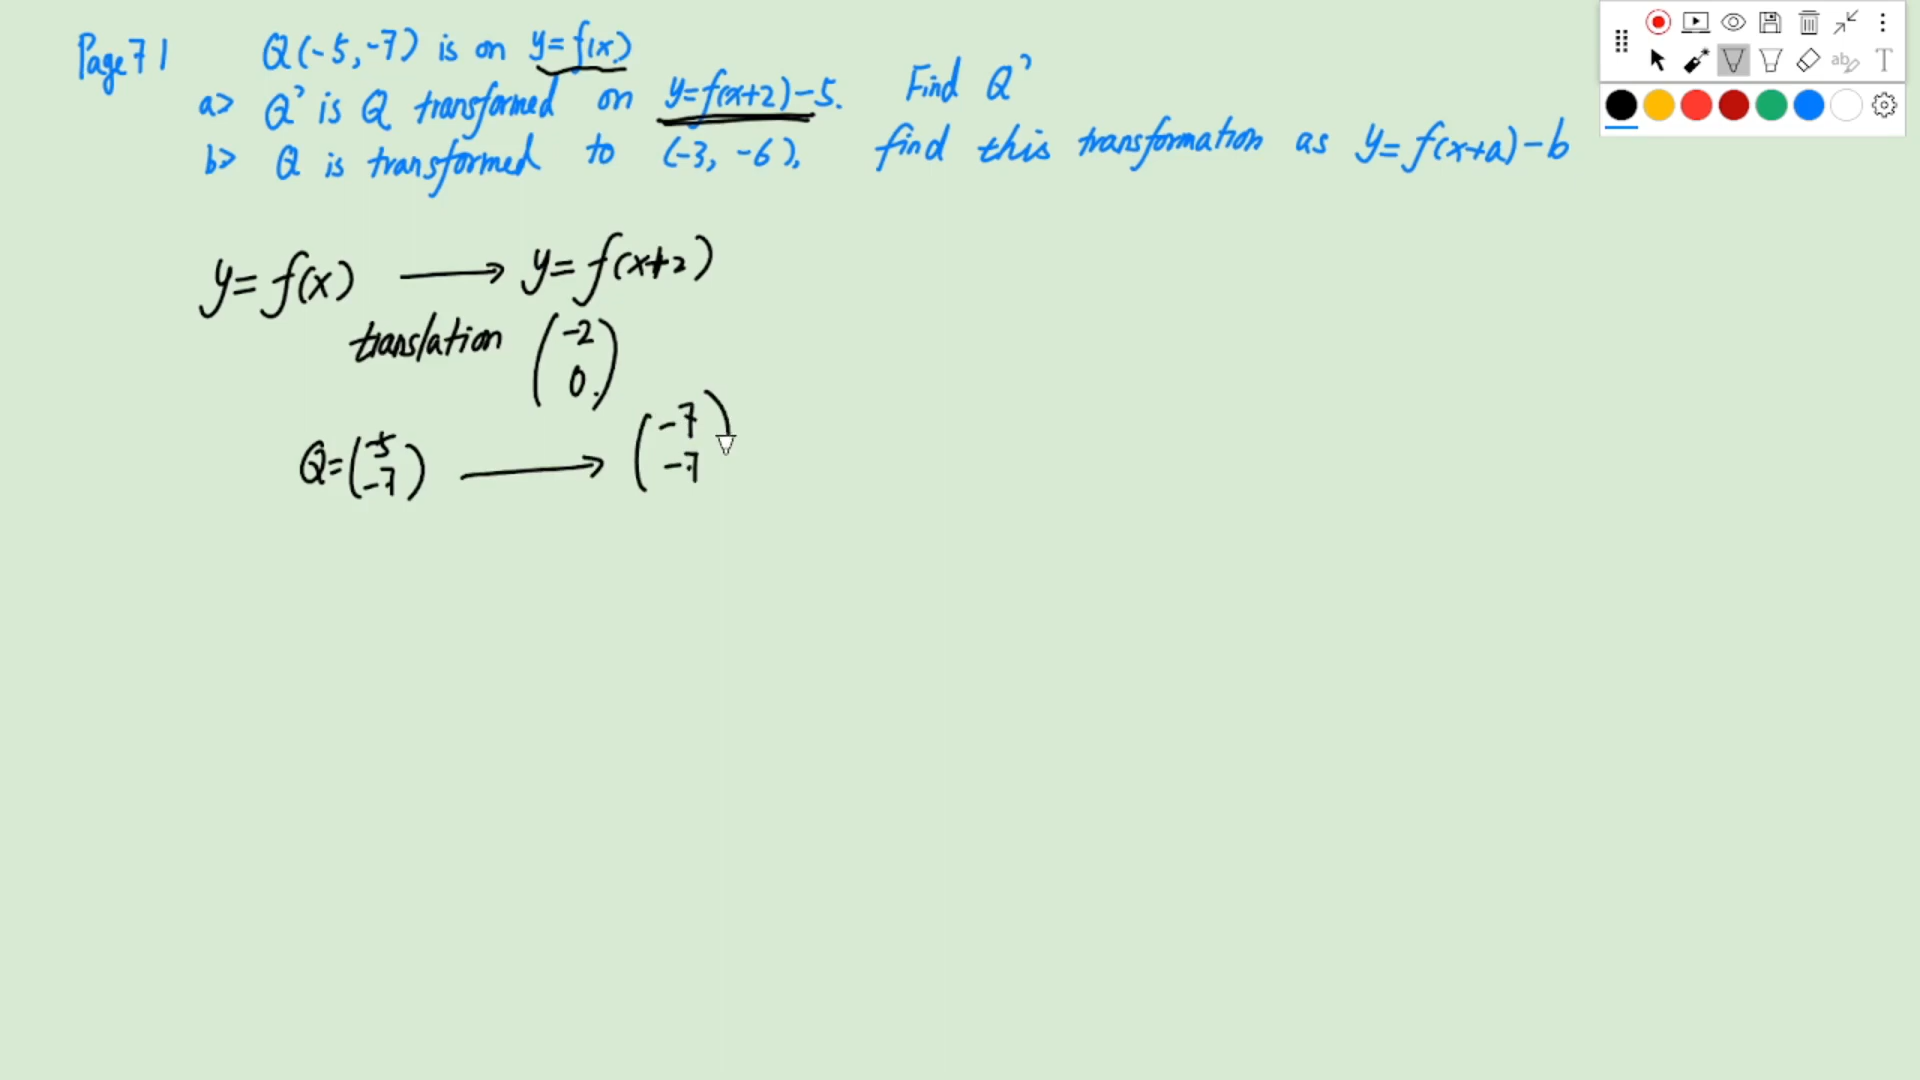 Page 71 Q(-5,-7) is on y=f(x)
a> Q' is Q transformed on y=f(x+2)-5. Find Q'
b> Q is transformed to (-3, -6), find this transformation as y=f(x+a)-b
y=f(x) → y=f(x+2)
translation (-2
0)
Q=(-5
-7) → (-7
-7)
ab
T